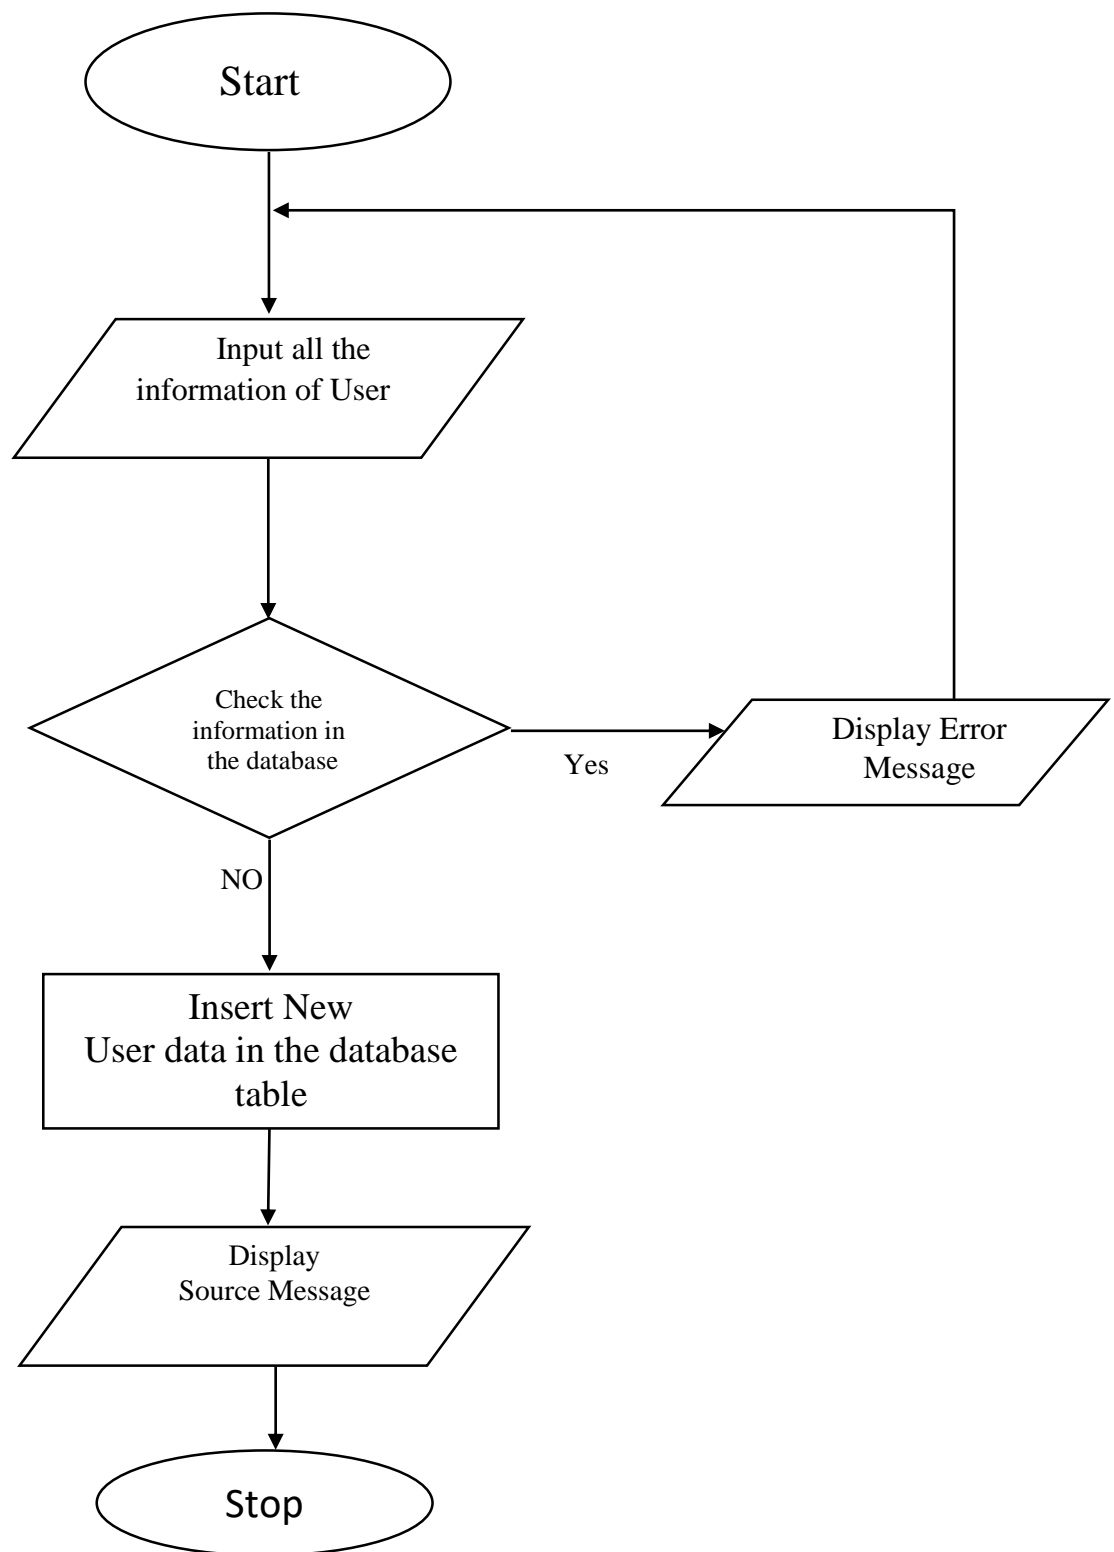 Start
Input all the
information of User
Check the
information in
the database
Yes
Display Error
Message
NO
Insert New
User data in the database
table
Display
Source Message
Stop